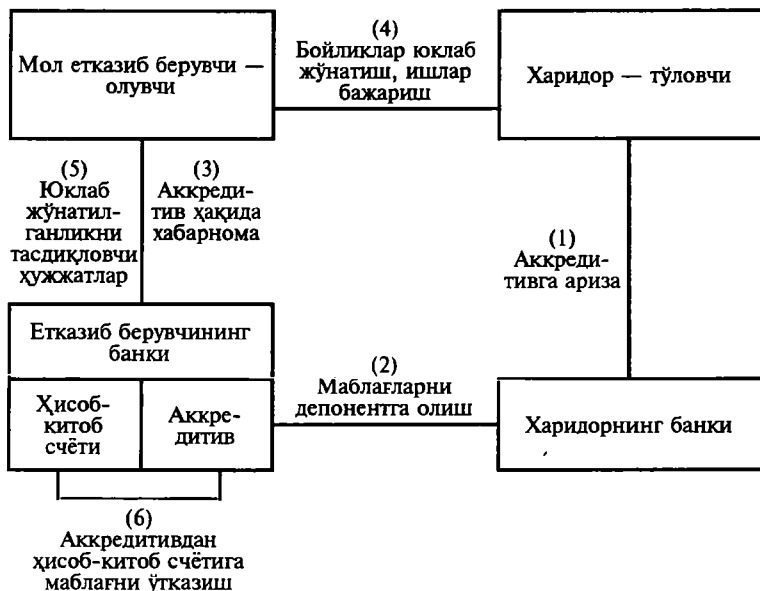 Мол етказиб берувчи —
олувчи
(4)
Бойликлар юклаб
жўнатиш, ишлар
бажариш
Харидор — тўловчи
(5)
Юклаб
жўнатил-
ганликни
тасдиқловчи
ҳужжатлар
(3)
Аккреди-
тив ҳақида
хабарнома
(1)
Аккреди-
тивга ариза
Етказиб берувчининг
банки
Ҳисоб-
китоб
счёти
Аккре-
дитив
(2)
Маблағларни
депонентга олиш
Харидорнинг банки
(6)
Аккредитивдан
ҳисоб-китоб счётига
маблағни ўтказиш